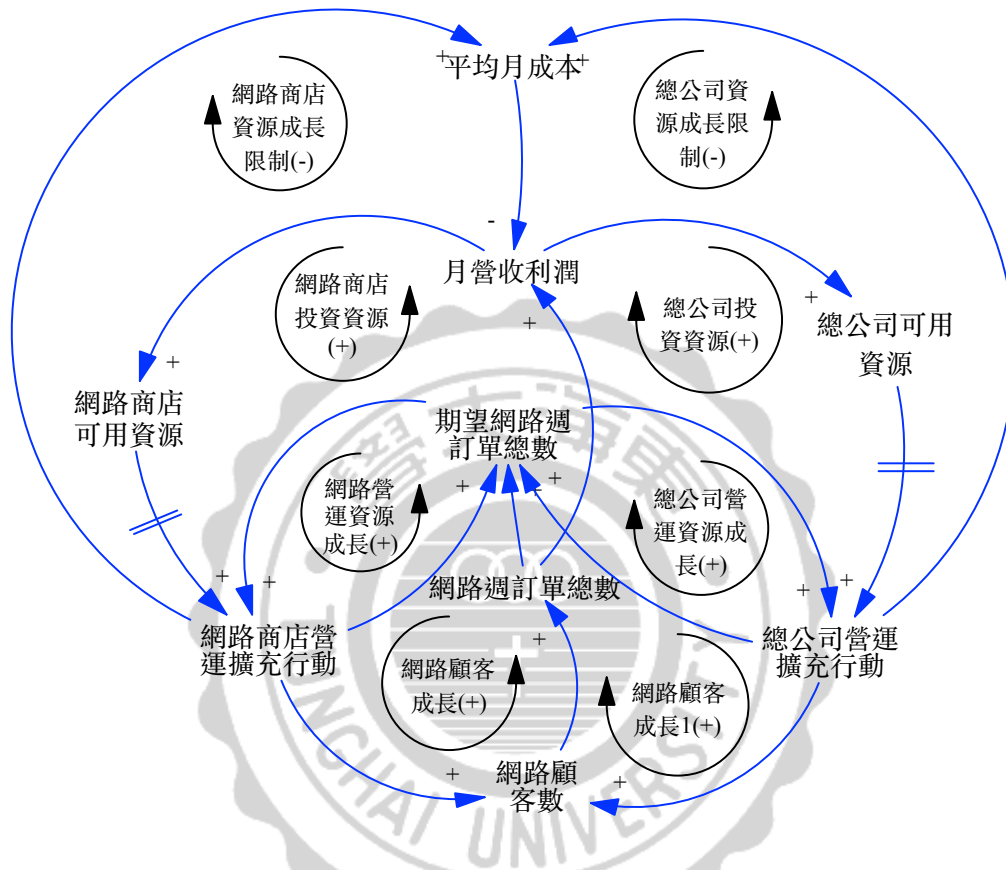 +
平均月成本
+
網路商店
資源成長
限制(-)
總公司資
源成長限
制(-)
-
月營收利潤
+
網路商店
投資資源
(+)
總公司投
資資源(+)
+
總公司可用
資源
+
網路商店
可用資源
期望網路週
訂單總數
+
+
+
網路營
運資源
成長(+)
總公司營
運資源成
長(+)
網路週訂單總數
+
+
+
+
+
網路商店營
運擴充行動
總公司營運
擴充行動
網路顧客
成長(+)
網路顧客
成長1(+)
+
+
網路顧
客數
學大海東
TUNGHAI UNIVERSITY